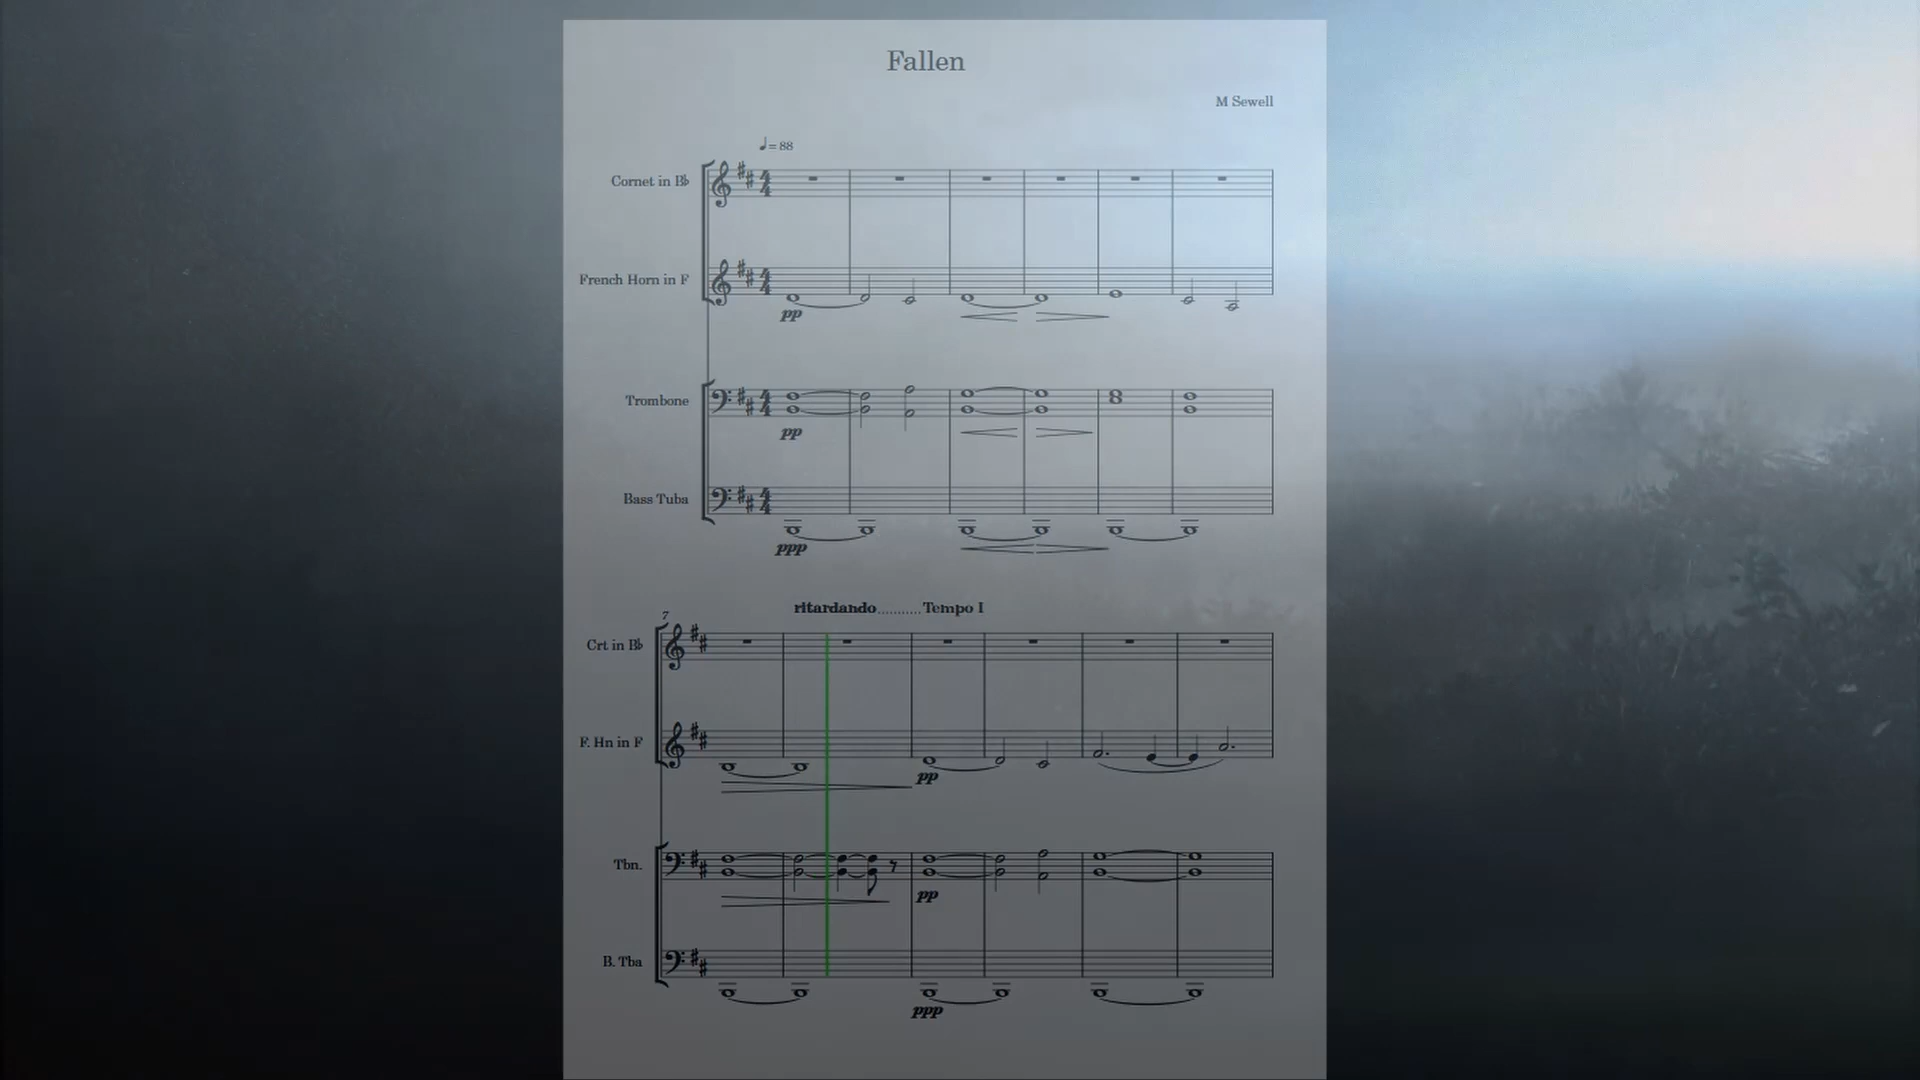 Fallen
M Sewell
♩= 88
Cornet in B♭
French Horn in F
pp
Trombone
pp
Bass Tuba
ppp
7
ritardando...........Tempo I
Crt in B♭
F. Hn in F
pp
Tbn.
pp
B. Tba
ppp